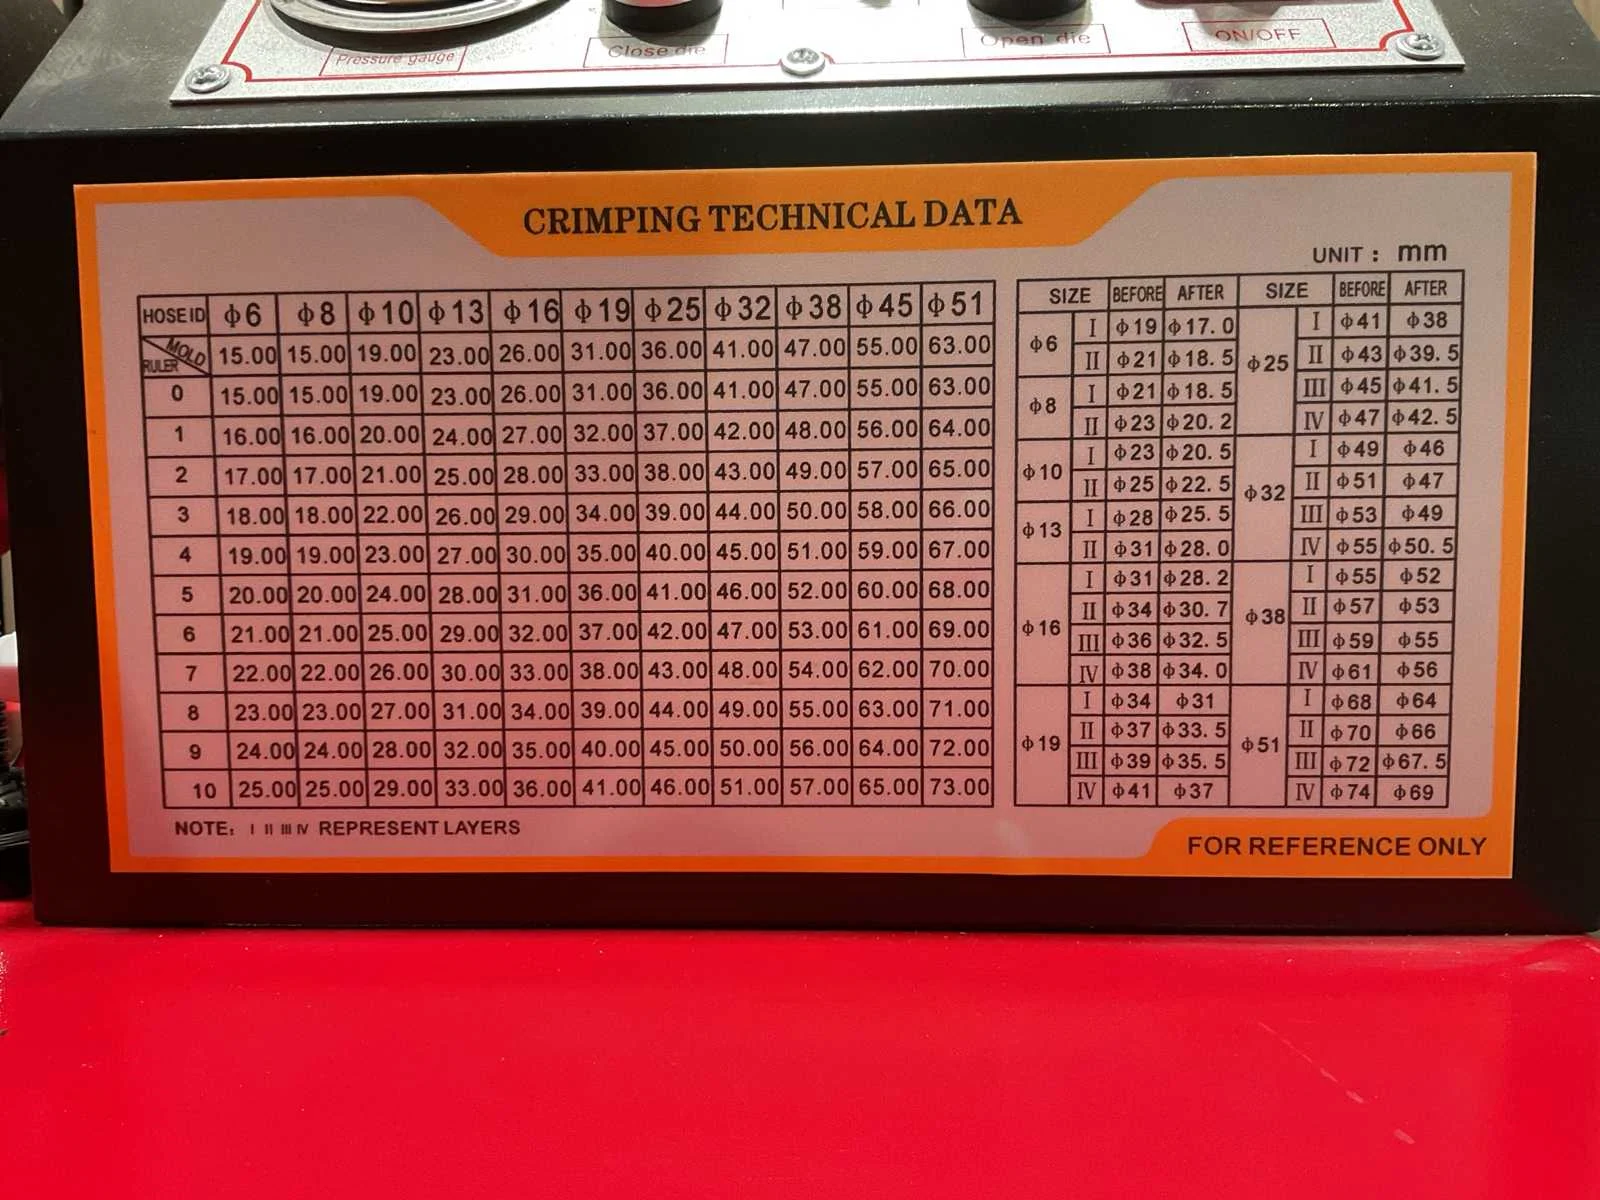 Pressure gauge Close die Open die ON/OFF
CRIMPING TECHNICAL DATA
UNIT: mm
HOSE ID ϕ6 ϕ8 ϕ10 ϕ13 ϕ16 ϕ19 ϕ25 ϕ32 ϕ38 ϕ45 ϕ51
MOLD RULER 15.00 15.00 19.00 23.00 26.00 31.00 36.00 41.00 47.00 55.00 63.00
0 15.00 15.00 19.00 23.00 26.00 31.00 36.00 41.00 47.00 55.00 63.00
1 16.00 16.00 20.00 24.00 27.00 32.00 37.00 42.00 48.00 56.00 64.00
2 17.00 17.00 21.00 25.00 28.00 33.00 38.00 43.00 49.00 57.00 65.00
3 18.00 18.00 22.00 26.00 29.00 34.00 39.00 44.00 50.00 58.00 66.00
4 19.00 19.00 23.00 27.00 30.00 35.00 40.00 45.00 51.00 59.00 67.00
5 20.00 20.00 24.00 28.00 31.00 36.00 41.00 46.00 52.00 60.00 68.00
6 21.00 21.00 25.00 29.00 32.00 37.00 42.00 47.00 53.00 61.00 69.00
7 22.00 22.00 26.00 30.00 33.00 38.00 43.00 48.00 54.00 62.00 70.00
8 23.00 23.00 27.00 31.00 34.00 39.00 44.00 49.00 55.00 63.00 71.00
9 24.00 24.00 28.00 32.00 35.00 40.00 45.00 50.00 56.00 64.00 72.00
10 25.00 25.00 29.00 33.00 36.00 41.00 46.00 51.00 57.00 65.00 73.00
NOTE: I II III IV REPRESENT LAYERS
SIZE BEFORE AFTER
ϕ6 I ϕ19 ϕ17.0
II ϕ21 ϕ18.5
ϕ8 I ϕ21 ϕ18.5
II ϕ23 ϕ20.2
ϕ10 I ϕ23 ϕ20.5
II ϕ25 ϕ22.5
ϕ13 I ϕ28 ϕ25.5
II ϕ31 ϕ28.0
ϕ16 I ϕ31 ϕ28.2
II ϕ34 ϕ30.7
III ϕ36 ϕ32.5
IV ϕ38 ϕ34.0
ϕ19 I ϕ34 ϕ31
II ϕ37 ϕ33.5
III ϕ39 ϕ35.5
IV ϕ41 ϕ37
SIZE BEFORE AFTER
ϕ25 I ϕ41 ϕ38
II ϕ43 ϕ39.5
III ϕ45 ϕ41.5
IV ϕ47 ϕ42.5
ϕ32 I ϕ49 ϕ46
II ϕ51 ϕ47
III ϕ53 ϕ49
IV ϕ55 ϕ50.5
ϕ38 I ϕ55 ϕ52
II ϕ57 ϕ53
III ϕ59 ϕ55
IV ϕ61 ϕ56
ϕ51 I ϕ68 ϕ64
II ϕ70 ϕ66
III ϕ72 ϕ67.5
IV ϕ74 ϕ69
FOR REFERENCE ONLY